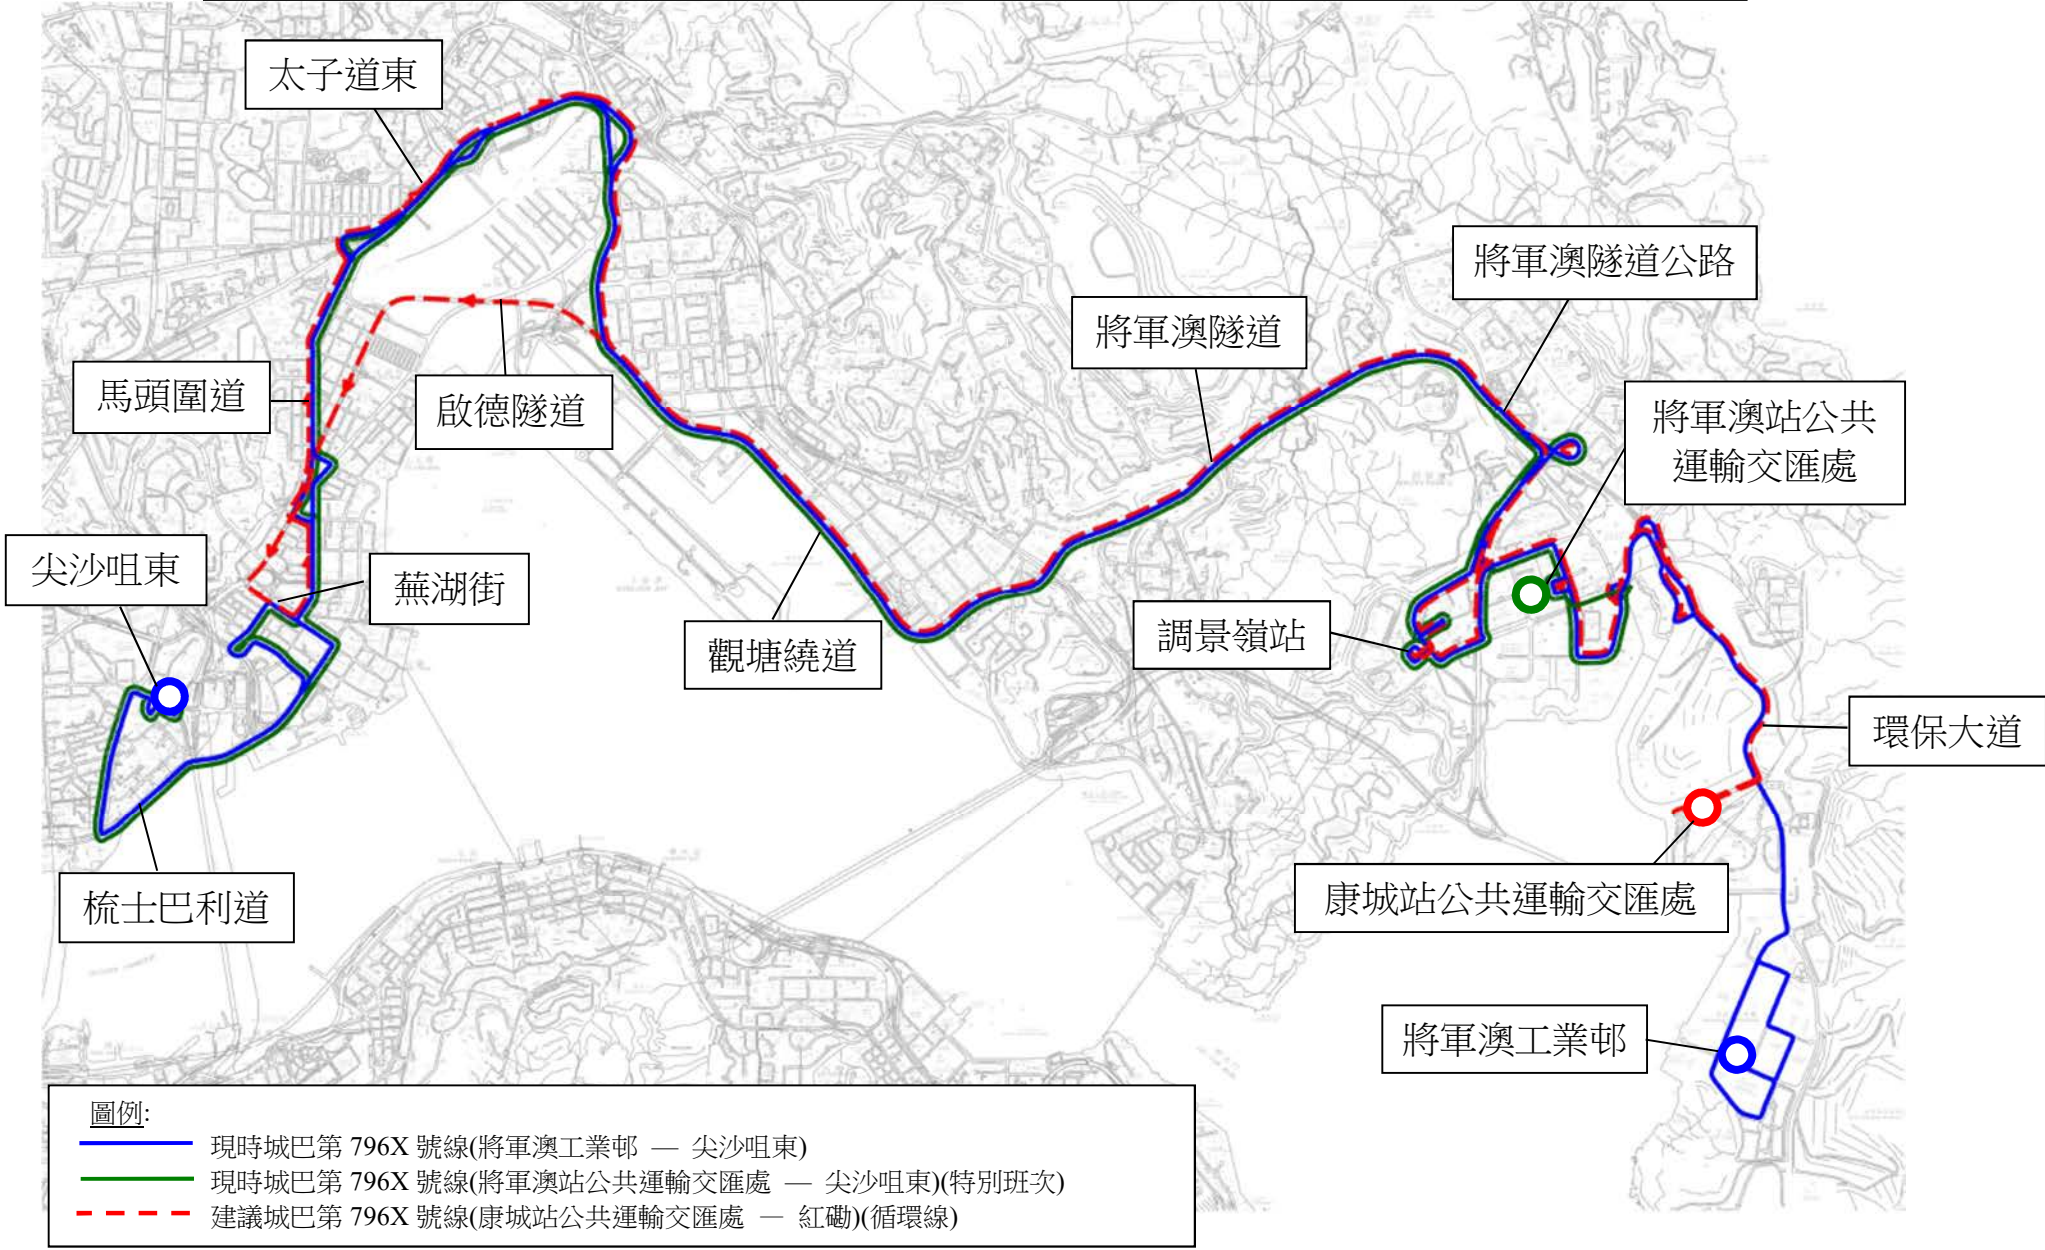 太子道東
將軍澳隧道公路
將軍澳隧道
馬頭圍道
啟德隧道
將軍澳站公共
運輸交匯處
尖沙咀東
蕪湖街
觀塘繞道
調景嶺站
環保大道
梳士巴利道
康城站公共運輸交匯處
將軍澳工業邨
圖例:
現時城巴第 796X 號線(將軍澳工業邨 — 尖沙咀東)
現時城巴第 796X 號線(將軍澳站公共運輸交匯處 — 尖沙咀東)(特別班次)
建議城巴第 796X 號線(康城站公共運輸交匯處 — 紅磡)(循環線)